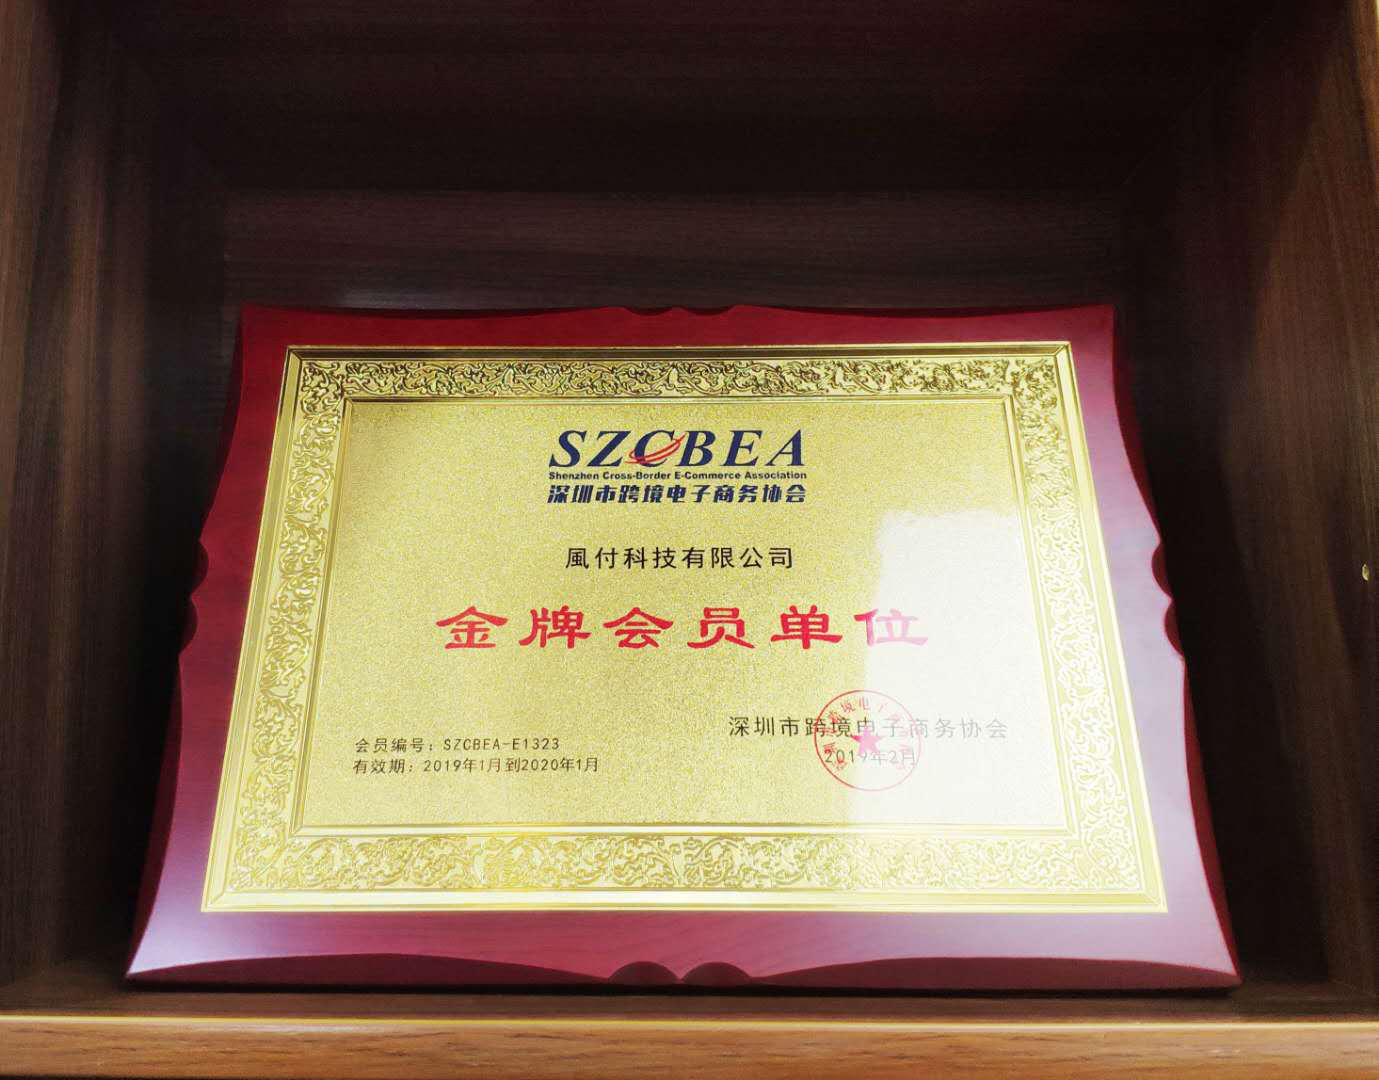 SZCBEA
Shenzhen Cross-Border E-Commerce Association
深圳市跨境电子商务协会
風付科技有限公司
金牌会员单位
深圳市跨境电子商务协会
2019年2月
会员编号：SZCBEA-E1323
有效期：2019年1月到2020年1月